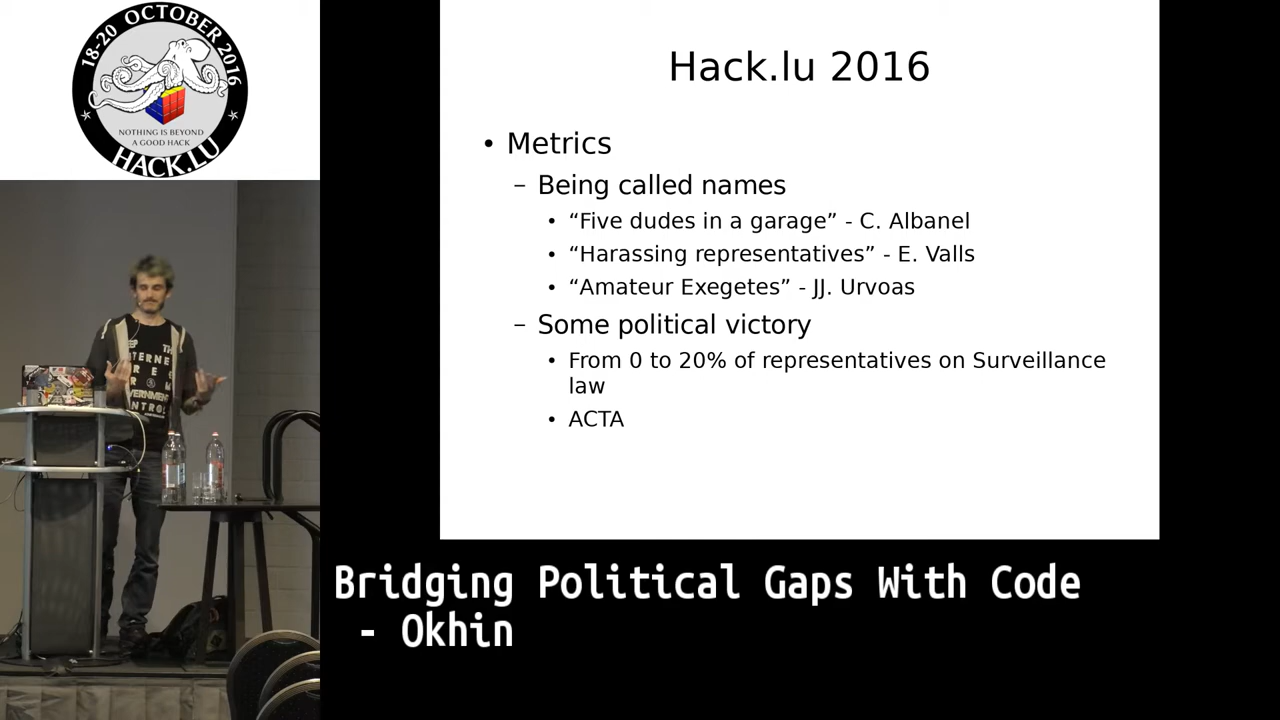 18-20 OCTOBER 2016
NOTHING IS BEYOND
A GOOD HACK
HACK.LU
Hack.lu 2016
• Metrics
– Being called names
• “Five dudes in a garage” - C. Albanel
• “Harassing representatives” - E. Valls
• “Amateur Exegetes” - JJ. Urvoas
– Some political victory
• From 0 to 20% of representatives on Surveillance
law
• ACTA
Bridging Political Gaps With Code
- Okhin